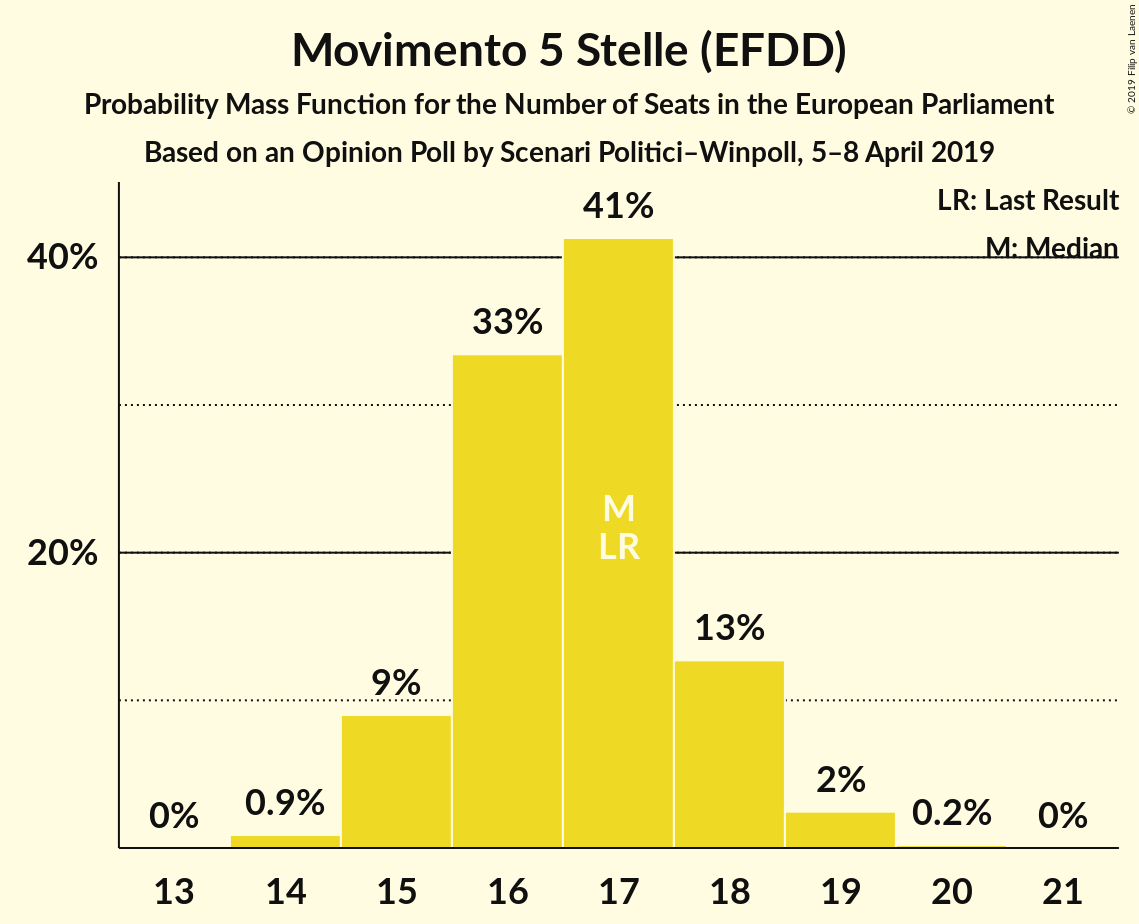 Movimento 5 Stelle (EFDD)
Probability Mass Function for the Number of Seats in the European Parliament
Based on an Opinion Poll by Scenari Politici–Winpoll, 5–8 April 2019
© 2019 Filip van Laenen
LR: Last Result
M: Median
40%
20%
0%
0.9%
9%
33%
41%
13%
2%
0.2%
0%
M
LR
13
14
15
16
17
18
19
20
21